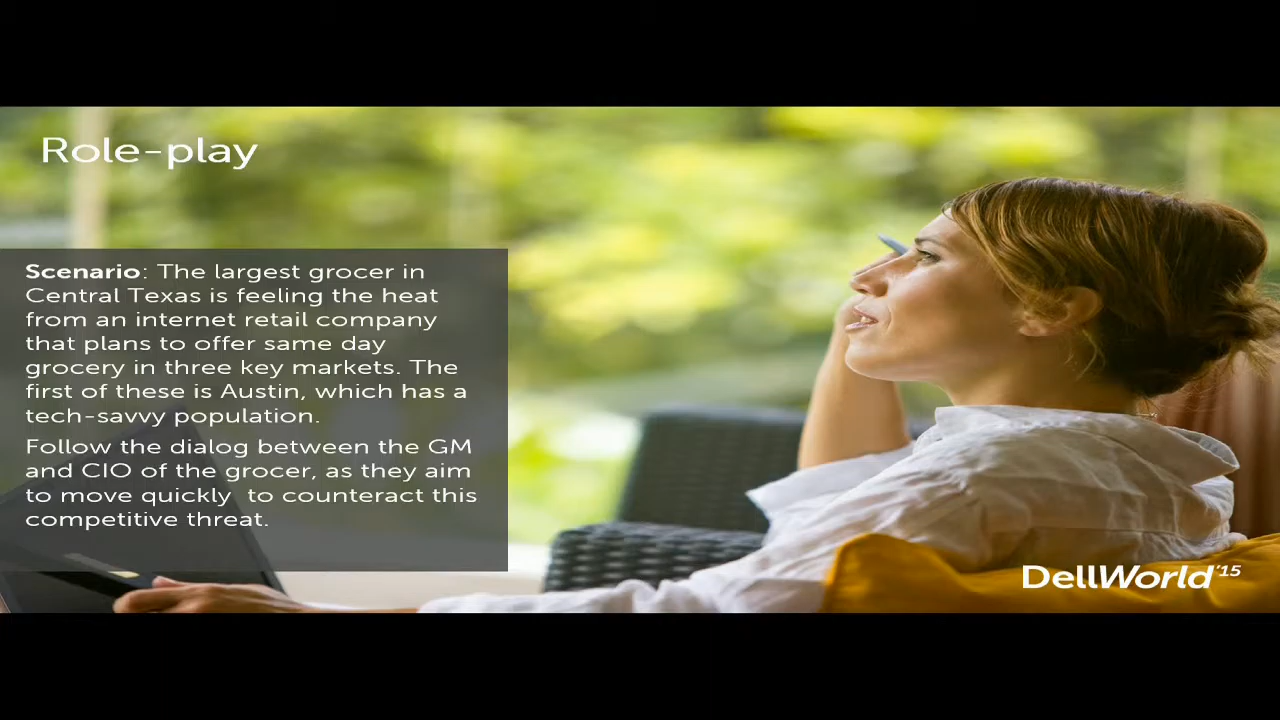 Role-play
Scenario: The largest grocer in
Central Texas is feeling the heat
from an internet retail company
that plans to offer same day
grocery in three key markets. The
first of these is Austin, which has a
tech-savvy population.
Follow the dialog between the GM
and CIO of the grocer, as they aim
to move quickly  to counteract this
competitive threat.
DellWorld'15